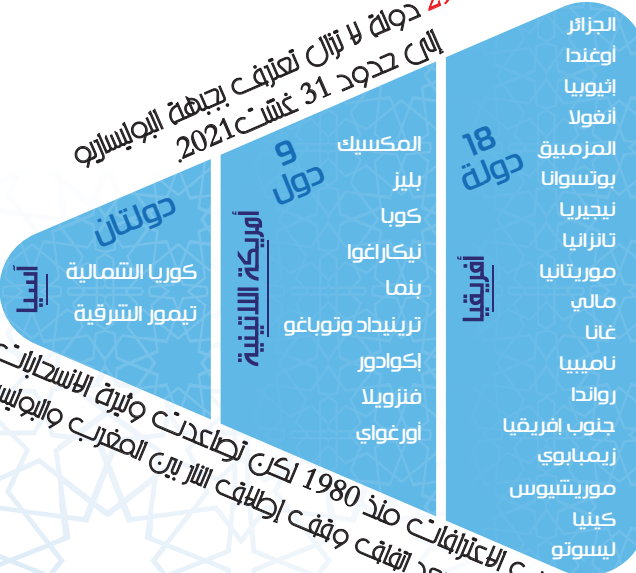 دولة لا تزال تعترف بجبهة البوليساريو
إلى حدود 31 غشت 2021.
18
دولة
أفريقيا
الجزائر
أوغندا
إثيوبيا
أنغولا
المزمبيق
بوتسوانا
نيجيريا
تانزانيا
موريتانيا
مالي
غانا
ناميبيا
رواندا
جنوب إفريقيا
زيمبابوي
موريشيوس
كينيا
ليسوتو
9
دول
أمريكة اللاتينية
المكسيك
بليز
كوبا
نيكاراغوا
بنما
ترينيداد وتوباغو
إكوادور
فنزويلا
أورغواي
دولتان
آسيا
كوريا الشمالية
تيمور الشرقية
الاعترافات منذ 1980 لكن تصاعدت وثيرة الانسحابات
اتفاق وقف إطلاق النار بين المغرب